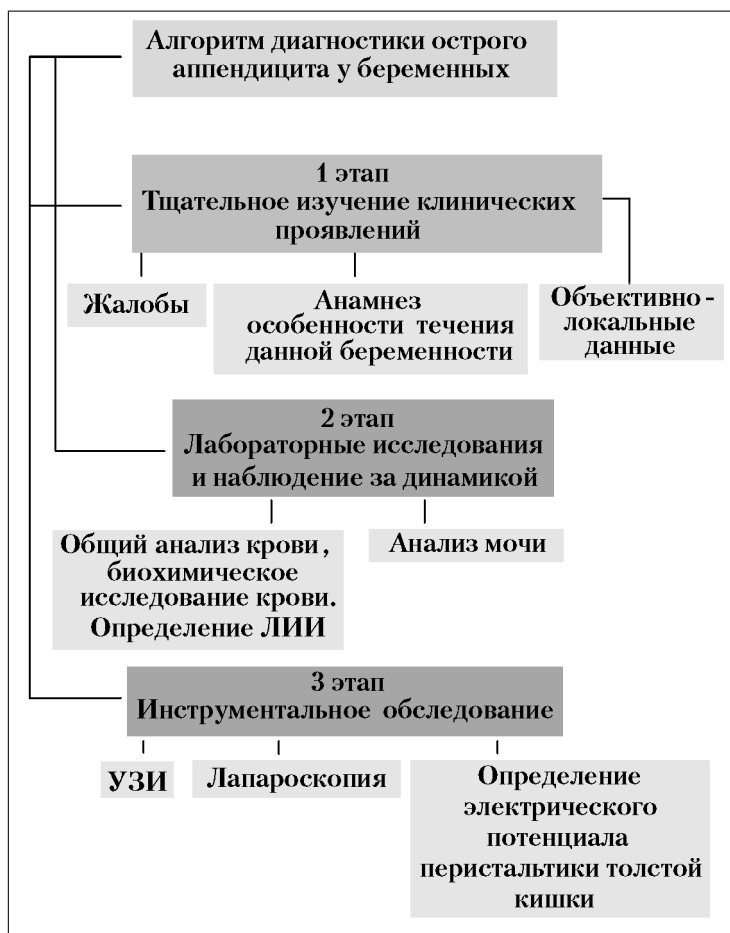 Алгоритм диагностики острого
аппендицита у беременных
1 этап
Тщательное изучение клинических
проявлений
Жалобы
Анамнез
особенности течения
данной беременности
Объективно-
локальные
данные
2 этап
Лабораторные исследования
и наблюдение за динамикой
Общий анализ крови,
биохимическое
исследование крови.
Определение ЛИИ
Анализ мочи
3 этап
Инструментальное обследование
УЗИ
Лапароскопия
Определение
электрического
потенциала
перистальтики толстой
кишки